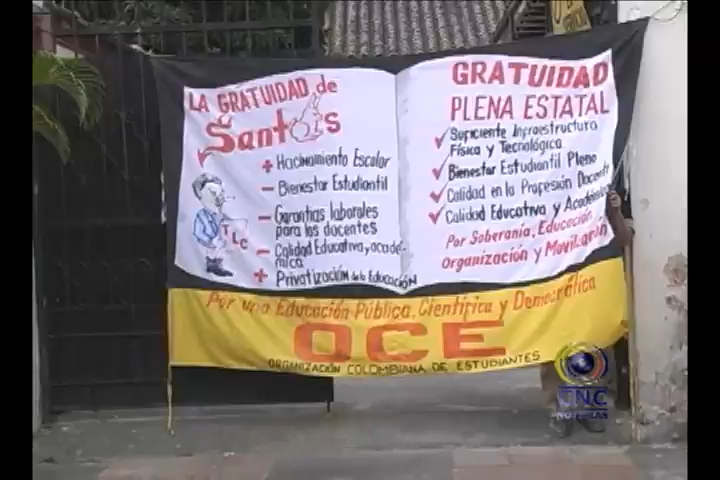 LA GRATUIDAD de
Santos
+ Hacinamiento Escolar
- Bienestar Estudiantil
- Garantias laborales
para los docentes
- Calidad Educativa, acadé-
mica
+ Privatización de la Educación
TLC
GRATUIDAD
PLENA ESTATAL
✓ Suficiente Infraestructura
Física y Tecnológica
✓ Bienestar Estudiantil Pleno
✓ Calidad en la Profesión Docente
✓ Calidad Educativa y Académica
Por Soberanía, Educación,
Organización y Movilización
Por una Educación Pública, Científica y Democrática
OCE
ORGANIZACIÓN COLOMBIANA DE ESTUDIANTES
CNC
NOTICIAS